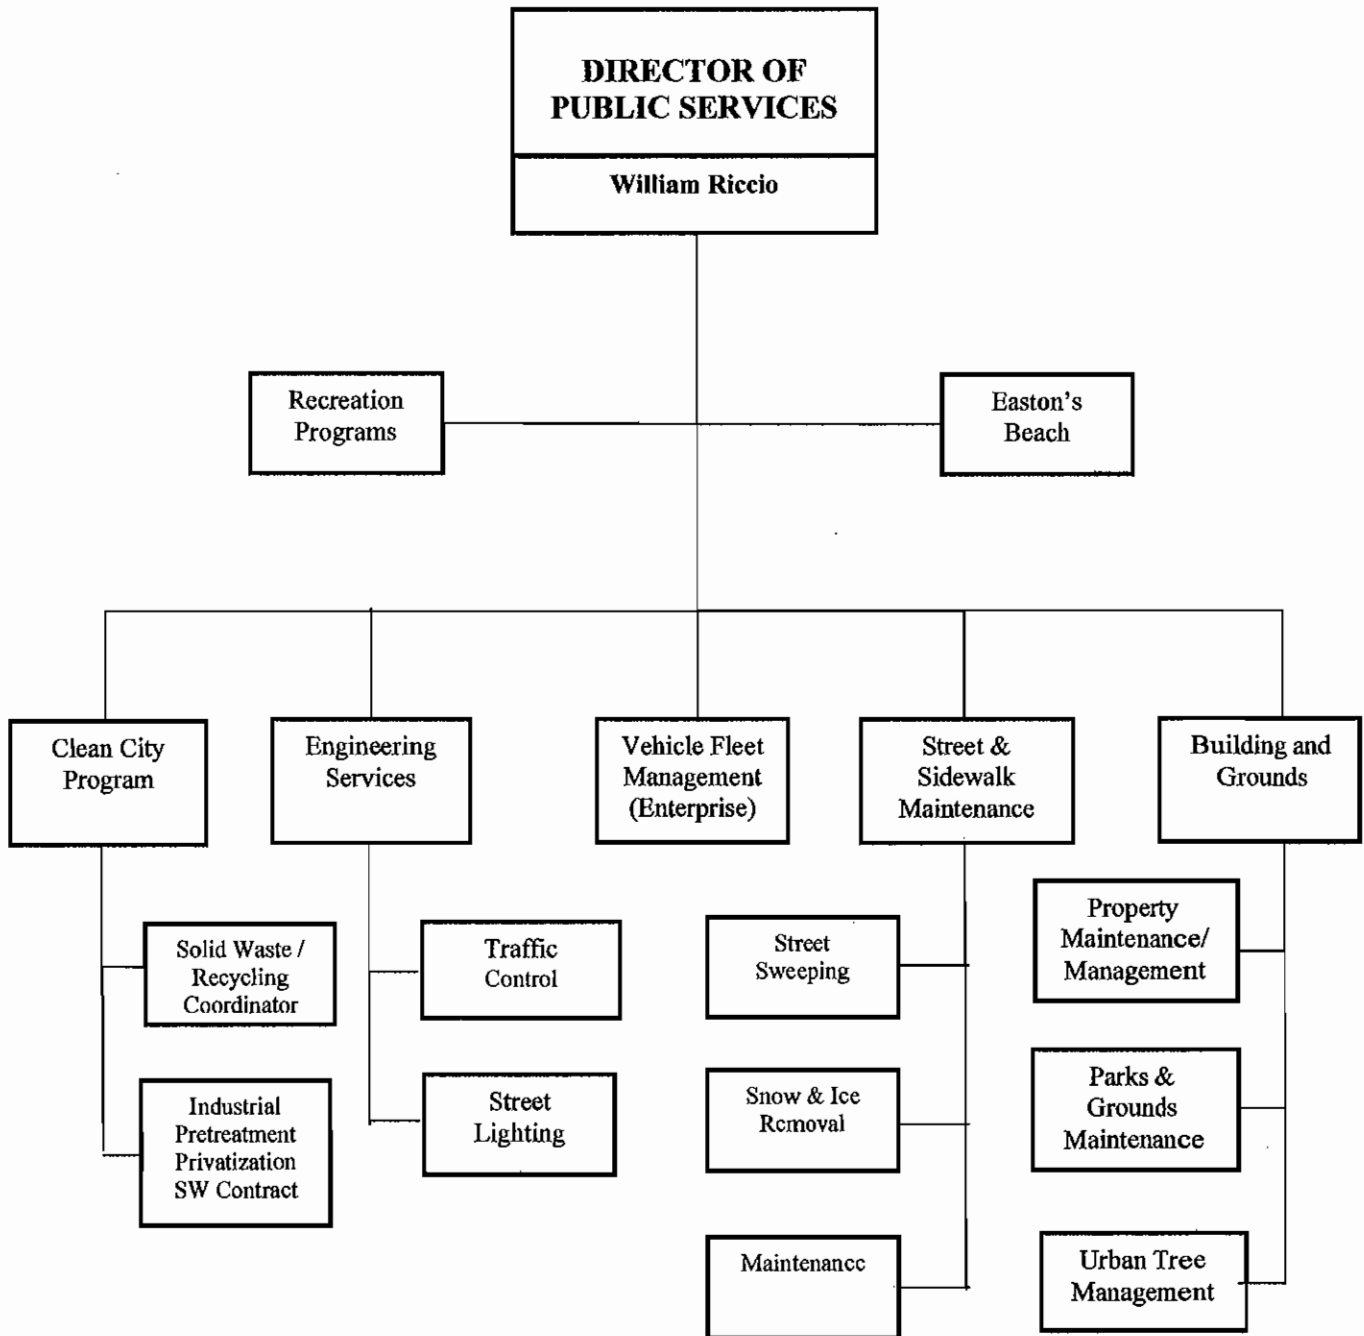 DIRECTOR OF
PUBLIC SERVICES
William Riccio
Recreation
Programs
Easton's
Beach
Clean City
Program
Engineering
Services
Vehicle Fleet
Management
(Enterprise)
Street &
Sidewalk
Maintenance
Building and
Grounds
Solid Waste /
Recycling
Coordinator
Industrial
Pretreatment
Privatization
SW Contract
Traffic
Control
Street
Lighting
Street
Sweeping
Snow & Ice
Removal
Maintenance
Property
Maintenance/
Management
Parks &
Grounds
Maintenance
Urban Tree
Management